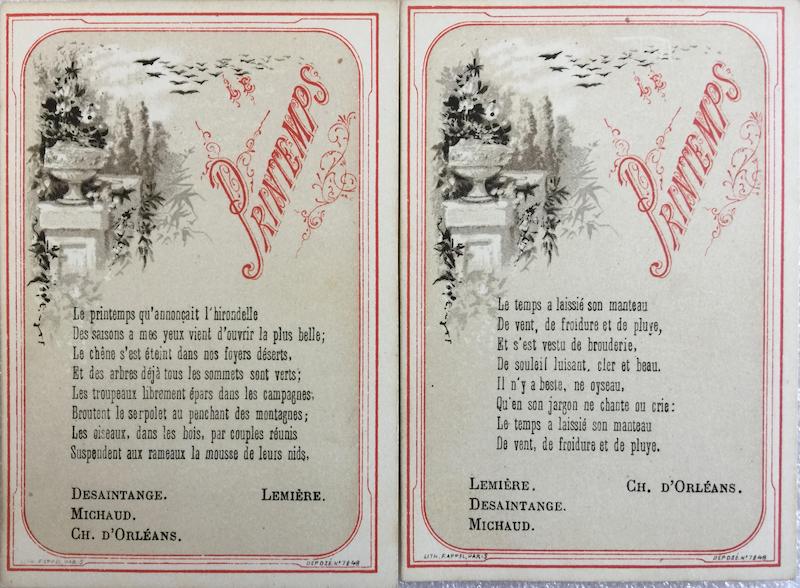 LE
PRINTEMPS
Le printemps qu'annonçait l'hirondelle
Des saisons a mes yeux vient d'ouvrir la plus belle;
Le chêne s'est éteint dans nos foyers déserts,
Et des arbres déjà tous les sommets sont verts;
Les troupeaux librement épars dans les campagnes,
Broutent le serpolet au penchant des montagnes;
Les oiseaux, dans les bois, par couples réunis
Suspendent aux rameaux la mousse de leurs nids,
DESAINTANGE. LEMIÈRE.
MICHAUD.
CH. D'ORLÉANS.
LITH. F. APPEL, PARIS
DÉPOSÉ. N° 7848
LE
PRINTEMPS
Le temps a laissié son manteau
De vent, de froidure et de pluye,
Et s'est vestu de brouderie,
De souleil luisant, cler et beau.
Il n'y a beste, ne oyseau,
Qu'en son jargon ne chante ou crie:
Le temps a laissié son manteau
De vent, de froidure et de pluye.
LEMIÈRE. CH. D'ORLÉANS.
DESAINTANGE.
MICHAUD.
LITH. F. APPEL, PARIS
DÉPOSÉ. N° 7848